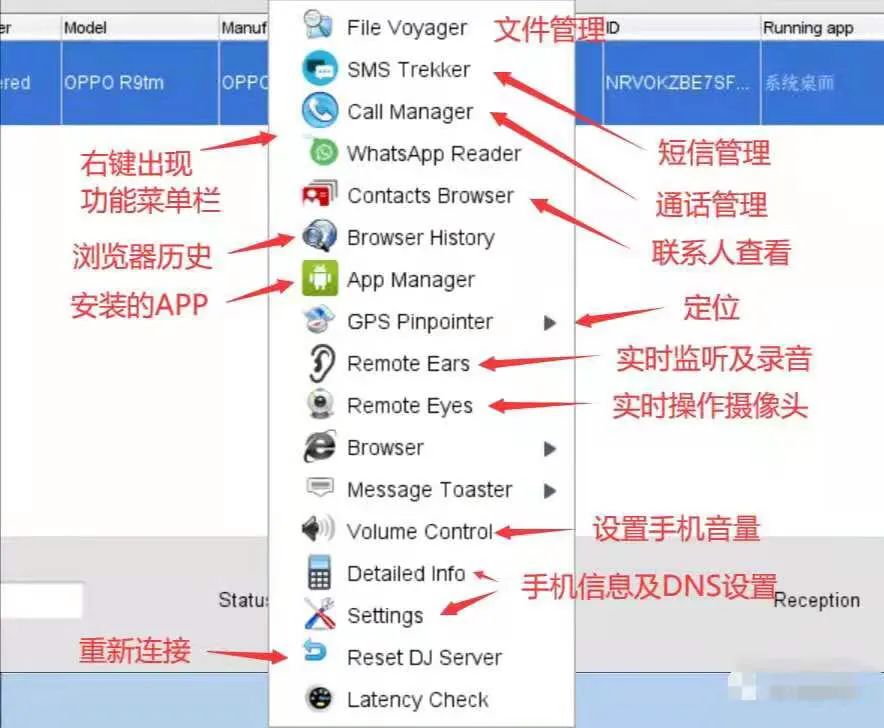 er
Model
Manuf
ID
Running app
ered
OPPO R9tm
OPPO
NRVOKZBE7SF...
系统桌面
File Voyager
文件管理
SMS Trekker
短信管理
Call Manager
通话管理
右键出现
功能菜单栏
WhatsApp Reader
Contacts Browser
联系人查看
浏览器历史
Browser History
安装的APP
App Manager
GPS Pinpointer
定位
Remote Ears
实时监听及录音
Remote Eyes
实时操作摄像头
Browser
Message Toaster
Volume Control
设置手机音量
Detailed Info
手机信息及DNS设置
Status
Reception
Settings
重新连接
Reset DJ Server
Latency Check